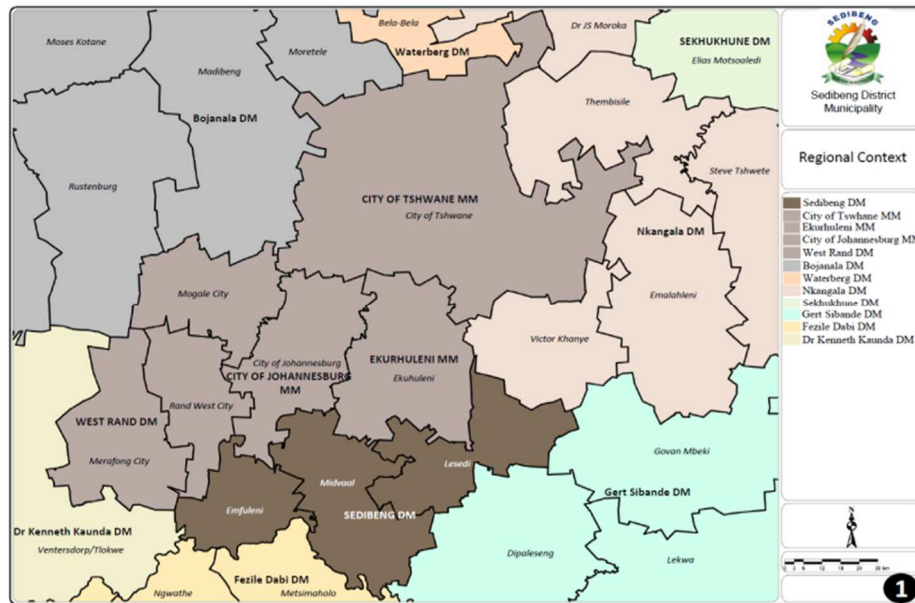 Moses Kotane
Madibeng
Moretele
Bela-Bela
Waterberg DM
Dr JS Moroka
SEKHUKHUNE DM
Elias Motsoaledi
Bojanala DM
Thembisile
Rustenburg
Steve Tshwete
CITY OF TSHWANE MM
City of Tshwane
Nkangala DM
Mogale City
Emalahleni
Victor Khanye
City of Johannesburg
CITY OF JOHANNESBURG
MM
EKURHULENI MM
Ekuhuleni
WEST RAND DM
Rand West City
Merafong City
Lesedi
Govan Mbeki
Midvaal
Gert Sibande DM
Emfuleni
SEDIBENG DM
Dr Kenneth Kaunda DM
Ventersdorp/Tlokwe
Dipaleseng
Lekwa
Fezile Dabi DM
Ngwathe
Metsimaholo
SEDIBENG
Sedibeng District
Municipality
Regional Context
Sedibeng DM
City of Tswhane MM
Ekurhuleni MM
City of Johannesburg MM
West Rand DM
Bojanala DM
Waterberg DM
Nkangala DM
Sekhukhune DM
Gert Sibande DM
Fezile Dabi DM
Dr Kenneth Kaunda DM
N
1